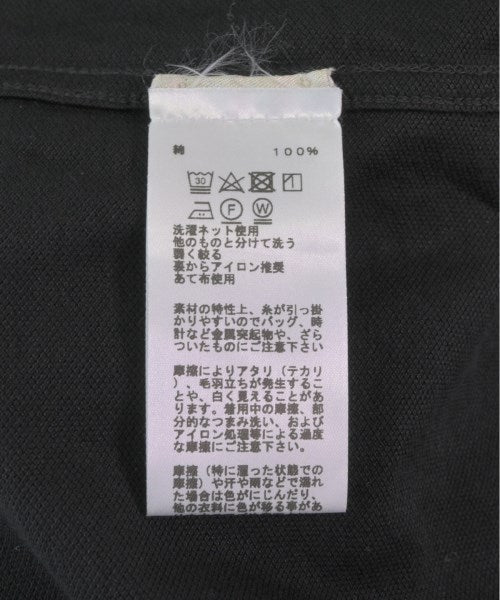 綿 100%
30
F W
洗濯ネット使用
他のものと分けて洗う
弱く絞る
裏からアイロン推奨
あて布使用
素材の特性上、糸が引っ掛
かりやすいのでバッグ、時
計など金属突起物や、ざら
ついたものにご注意下さい
摩擦によりアタリ(テカリ
)、毛羽立ちが発生するこ
とや、白く見えることがあ
ります。着用中の摩擦、部
分的なつまみ洗い、および
アイロン処理等による過度
な摩擦にご注意下さい。
摩擦(特に湿った状態での
摩擦)や汗や雨などで濡れ
た場合は色がにじんだり、
他の衣料に色が移る事があ